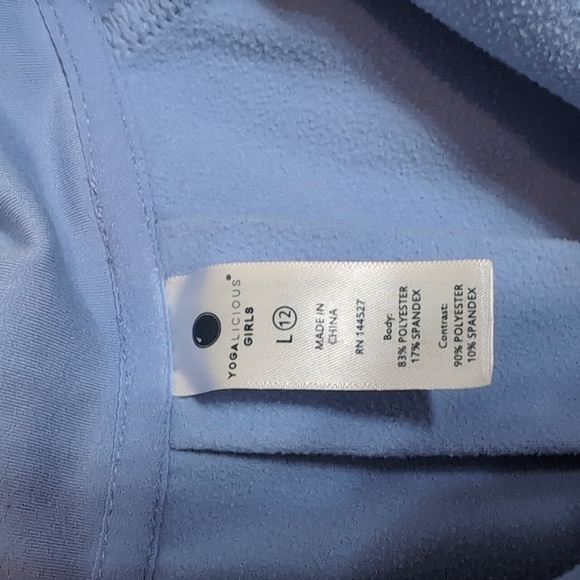 YOGALICIOUS®
GIRLS
L 12
MADE IN
CHINA
RN 144527
Body:
83% POLYESTER
17% SPANDEX
Contrast:
90% POLYESTER
10% SPANDEX